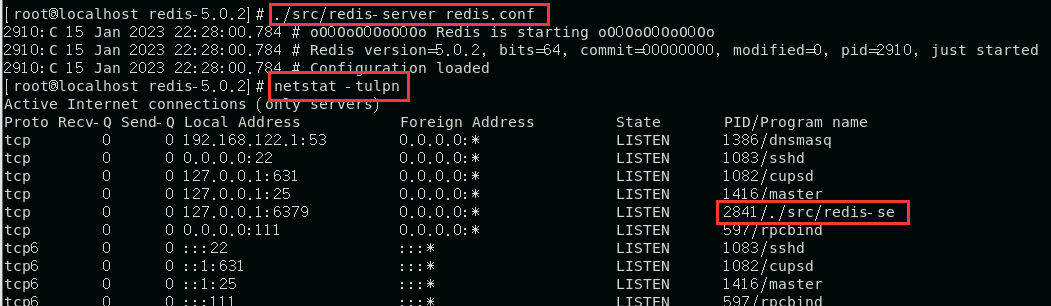 [root@localhost redis-5.0.2]# ./src/redis-server redis.conf
2910:C 15 Jan 2023 22:28:00.784 # oO0OoO0OoO0Oo Redis is starting oO0OoO0OoO0Oo
2910:C 15 Jan 2023 22:28:00.784 # Redis version=5.0.2, bits=64, commit=00000000, modified=0, pid=2910, just started
2910:C 15 Jan 2023 22:28:00.784 # Configuration loaded
[root@localhost redis-5.0.2]# netstat -tulpn
Active Internet connections (only servers)
Proto Recv-Q Send-Q Local Address Foreign Address State PID/Program name
tcp 0 0 192.168.122.1:53 0.0.0.0:* LISTEN 1386/dnsmasq
tcp 0 0 0.0.0.0:22 0.0.0.0:* LISTEN 1083/sshd
tcp 0 0 127.0.0.1:631 0.0.0.0:* LISTEN 1082/cupsd
tcp 0 0 127.0.0.1:25 0.0.0.0:* LISTEN 1416/master
tcp 0 0 127.0.0.1:6379 0.0.0.0:* LISTEN 2841/./src/redis-se
tcp 0 0 0.0.0.0:111 0.0.0.0:* LISTEN 597/rpcbind
tcp6 0 0 :::22 :::* LISTEN 1083/sshd
tcp6 0 0 ::1:631 :::* LISTEN 1082/cupsd
tcp6 0 0 ::1:25 :::* LISTEN 1416/master
tcp6 0 0 :::111 :::* LISTEN 597/rpcbind